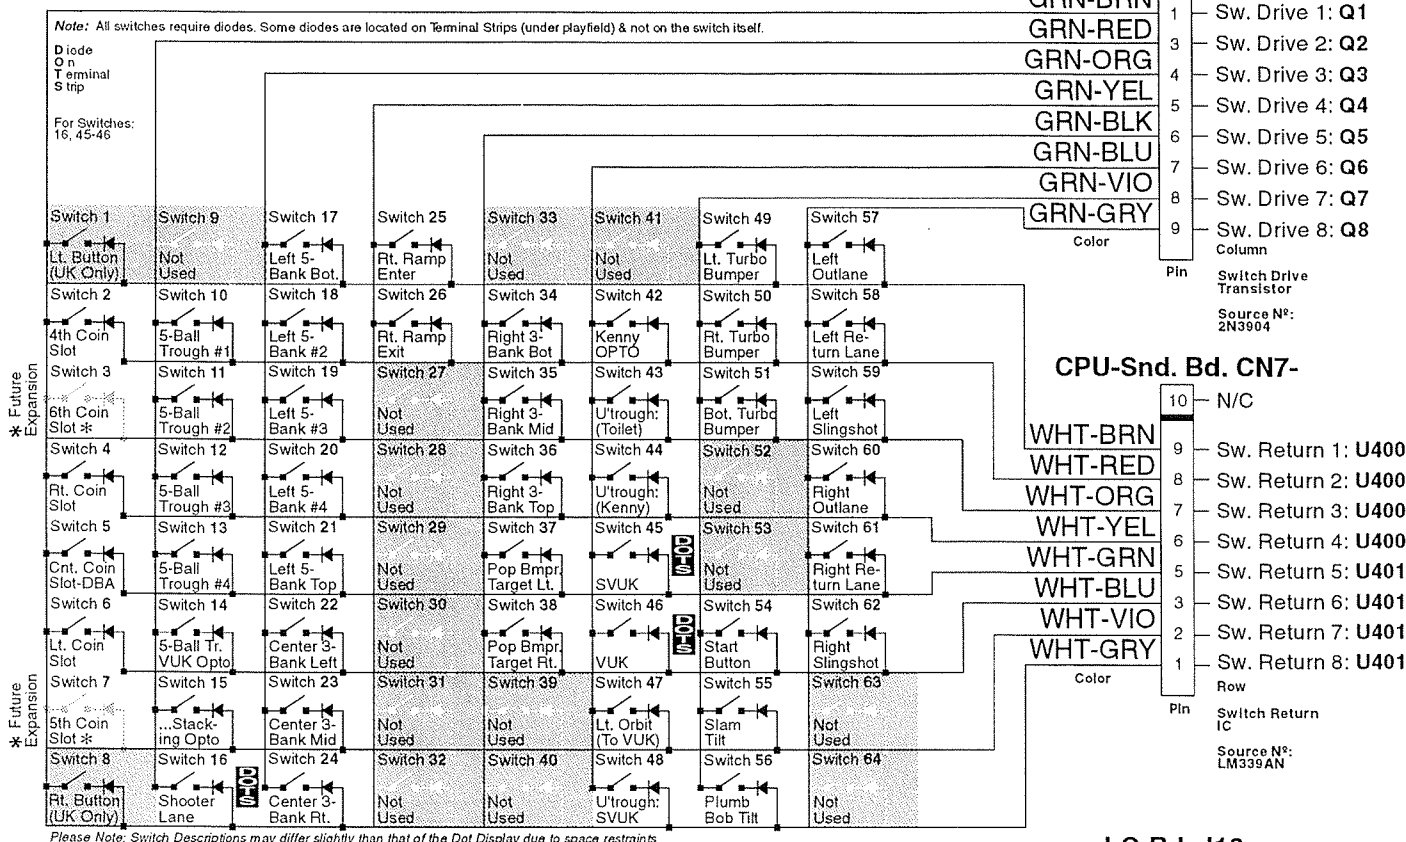 GRN-BRN 1 Sw. Drive 1: Q1
GRN-RED 3 Sw. Drive 2: Q2
GRN-ORG 4 Sw. Drive 3: Q3
GRN-YEL 5 Sw. Drive 4: Q4
GRN-BLK 6 Sw. Drive 5: Q5
GRN-BLU 7 Sw. Drive 6: Q6
GRN-VIO 8 Sw. Drive 7: Q7
GRN-GRY 9 Sw. Drive 8: Q8
Color Pin Column
Switch Drive
Transistor
Source Nº:
2N3904
Note: All switches require diodes. Some diodes are located on Terminal Strips (under playfield) & not on the switch itself.
Diode
On
Terminal
Strip
For Switches:
16, 45-46
Switch 1 Switch 9 Switch 17 Switch 25 Switch 33 Switch 41 Switch 49 Switch 57
Lt. Button Not Left 5- Rt. Ramp Not Not Lt. Turbo Left
(UK Only) Used Bank Bot. Enter Used Used Bumper Outlane
Switch 2 Switch 10 Switch 18 Switch 26 Switch 34 Switch 42 Switch 50 Switch 58
4th Coin 5-Ball Left 5- Rt. Ramp Right 3- Kenny Rt. Turbo Left Re-
Slot Trough #1 Bank #2 Exit Bank Bot OPTO Bumper turn Lane
Switch 3 Switch 11 Switch 19 Switch 27 Switch 35 Switch 43 Switch 51 Switch 59
* Future
Expansion
6th Coin 5-Ball Left 5- Not Right 3- U'trough: Bot. Turbo Left
Slot * Trough #2 Bank #3 Used Bank Mid (Toilet) Bumper Slingshot
Switch 4 Switch 12 Switch 20 Switch 28 Switch 36 Switch 44 Switch 52 Switch 60
Rt. Coin 5-Ball Left 5- Not Right 3- U'trough: Not Right
Slot Trough #3 Bank #4 Used Bank Top (Kenny) Used Outlane
Switch 5 Switch 13 Switch 21 Switch 29 Switch 37 Switch 45 DOTS Switch 53 Switch 61
Cnt. Coin 5-Ball Left 5- Not Pop Bmpr. SVUK Not Right Re-
Slot-DBA Trough #4 Bank Top Used Target Lt. Used turn Lane
Switch 6 Switch 14 Switch 22 Switch 30 Switch 38 Switch 46 DOTS Switch 54 Switch 62
Lt. Coin 5-Ball Tr. Center 3- Not Pop Bmpr. VUK Start Right
Slot VUK Opto Bank Left Used Target Rt. Button Slingshot
Switch 7 Switch 15 Switch 23 Switch 31 Switch 39 Switch 47 Switch 55 Switch 63
* Future
Expansion
5th Coin ...Stack- Center 3- Not Not Lt. Orbit Slam Not
Slot * ing Opto Bank Mid Used Used (To VUK) Tilt Used
Switch 8 Switch 16 DOTS Switch 24 Switch 32 Switch 40 Switch 48 Switch 56 Switch 64
Rt. Button Shooter Center 3- Not Not U'trough: Plumb Not
(UK Only) Lane Bank Rt. Used Used SVUK Bob Tilt Used
Please Note: Switch Descriptions may differ slightly than that of the Dot Display due to space restraints
CPU-Snd. Bd. CN7-
10 N/C
WHT-BRN 9 Sw. Return 1: U400
WHT-RED 8 Sw. Return 2: U400
WHT-ORG 7 Sw. Return 3: U400
WHT-YEL 6 Sw. Return 4: U400
WHT-GRN 5 Sw. Return 5: U401
WHT-BLU 3 Sw. Return 6: U401
WHT-VIO 2 Sw. Return 7: U401
WHT-GRY 1 Sw. Return 8: U401
Color Pin Row
Switch Return
IC
Source Nº:
LM339AN